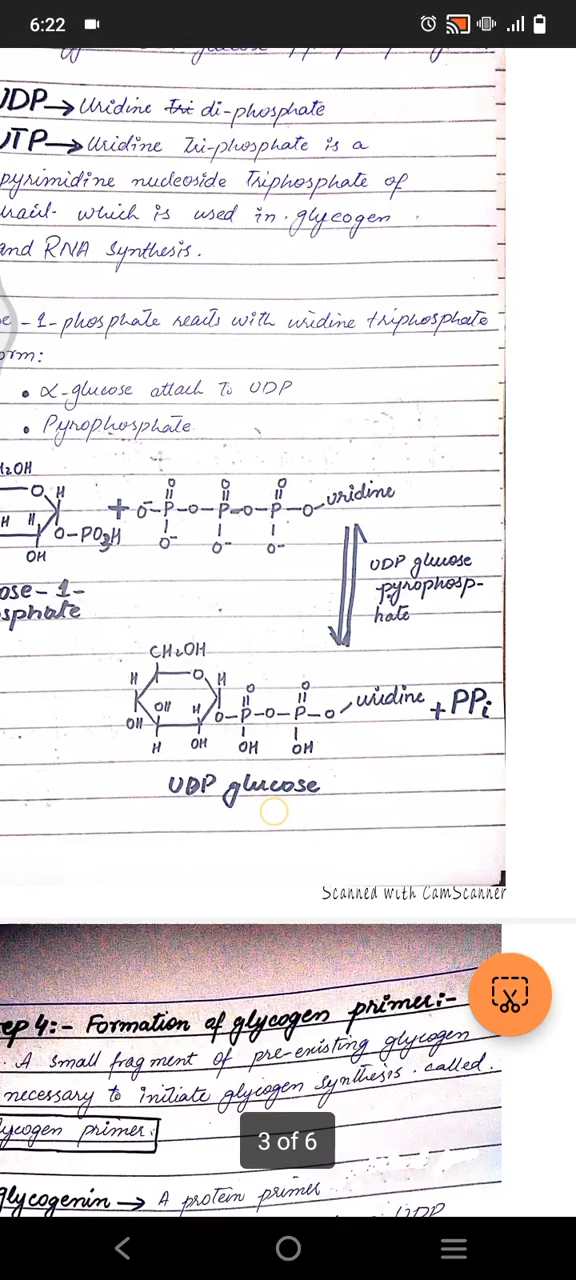 6:22
UDP → Uridine Tri di-phosphate
UTP → Uridine Tri-phosphate is a
pyrimidine nucleoside Triphosphate of
which is used in glycogen
and RNA Synthesis.
-1-phosphate reacts with uridine triphosphate
orm:
• α-glucose attach To UDP
• Pyrophosphate
H2OH
O H
H H
O-PO3H
OH
+ O⁻-P-O-P-O-P-O-uridine
O O O
O⁻ O⁻ O⁻
ose-1-
sphate
UDP glucose
pyrophosp-
hate
CH2OH
H O H
OH H
OH H OH
O-P-O-P-O-uridine + PPi
O O
OH OH
UDP glucose
Scanned with CamScanner
ep 4:- Formation of glycogen primer:-
. A small fragment of pre-existing glycogen
necessary to initiate glycogen synthesis. called.
lycogen primer.
3 of 6
glycogenin → A protein primer
UDP